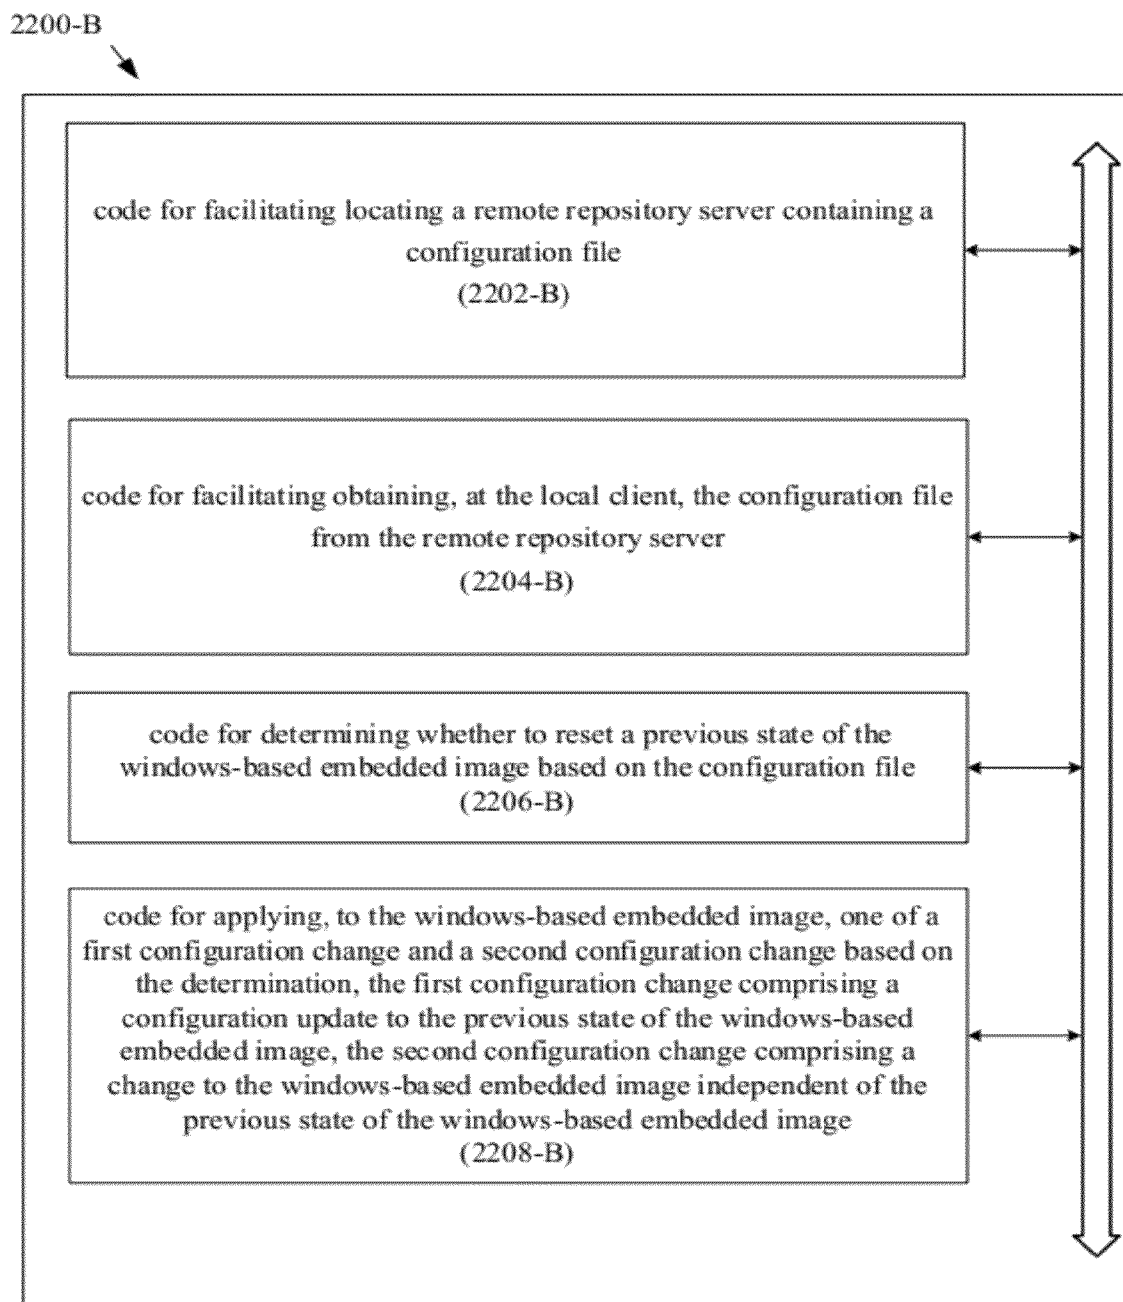 2200-B
code for facilitating locating a remote repository server containing a
configuration file
(2202-B)
code for facilitating obtaining, at the local client, the configuration file
from the remote repository server
(2204-B)
code for determining whether to reset a previous state of the
windows-based embedded image based on the configuration file
(2206-B)
code for applying, to the windows-based embedded image, one of a
first configuration change and a second configuration change based on
the determination, the first configuration change comprising a
configuration update to the previous state of the windows-based
embedded image, the second configuration change comprising a
change to the windows-based embedded image independent of the
previous state of the windows-based embedded image
(2208-B)